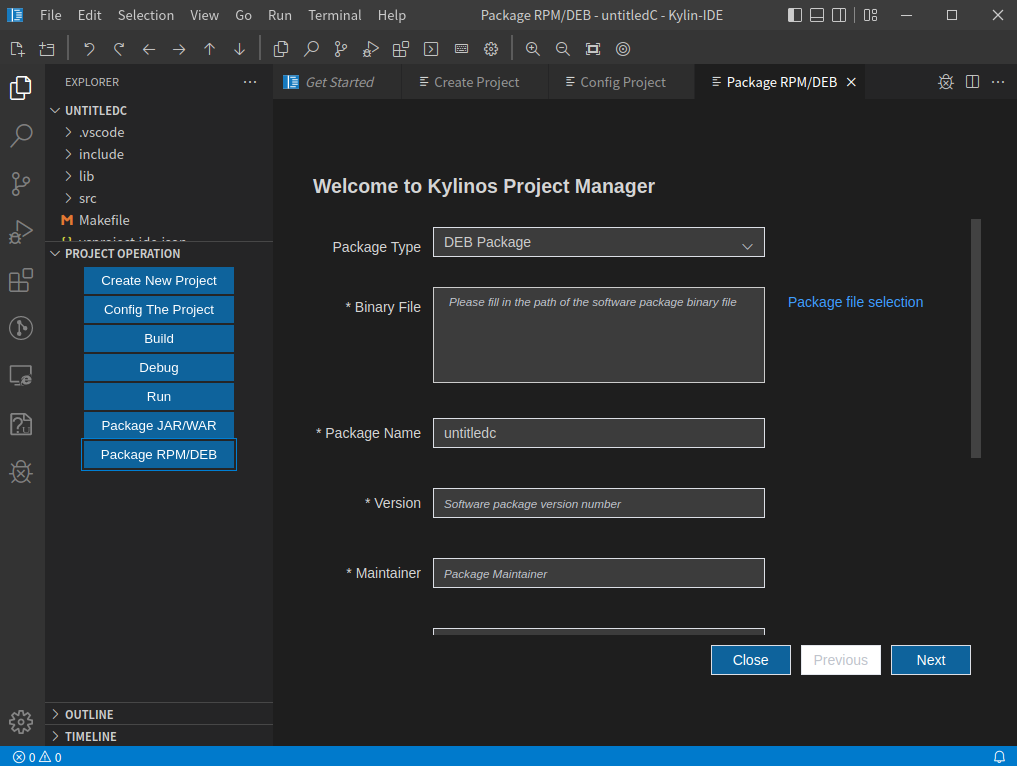 File Edit Selection View Go Run Terminal Help Package RPM/DEB - untitledC - Kylin-IDE
EXPLORER
Get Started Create Project Config Project Package RPM/DEB
UNTITLEDC
.vscode
include
lib
src
Makefile
PROJECT OPERATION
Create New Project
Config The Project
Build
Debug
Run
Package JAR/WAR
Package RPM/DEB
OUTLINE
TIMELINE
Welcome to Kylinos Project Manager
Package Type DEB Package
* Binary File Please fill in the path of the software package binary file Package file selection
* Package Name untitledc
* Version Software package version number
* Maintainer Package Maintainer
Close Previous Next
0 0